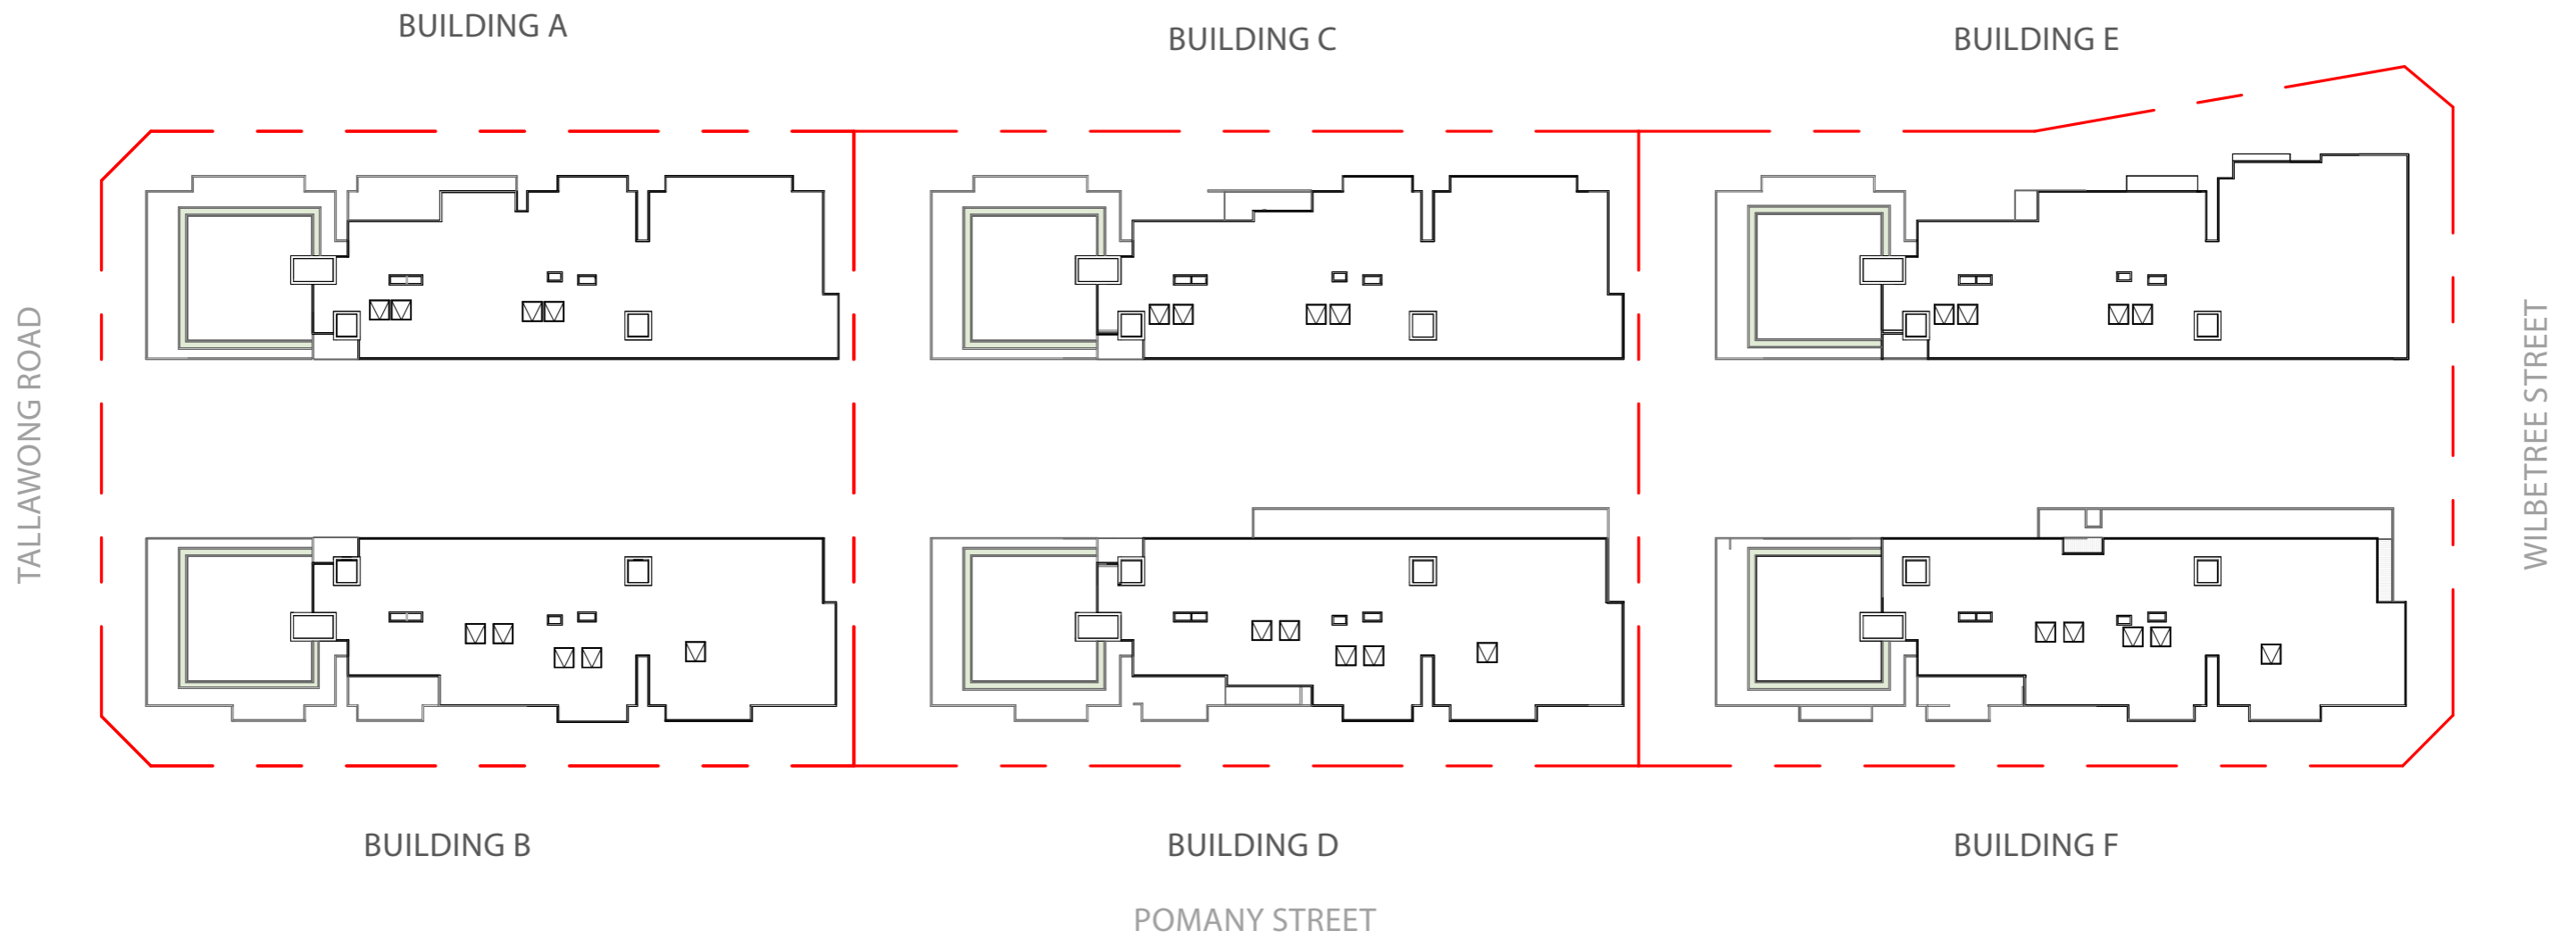 BUILDING A
BUILDING C
BUILDING E
TALLAWONG ROAD
WILBETREE STREET
BUILDING B
BUILDING D
BUILDING F
POMANY STREET